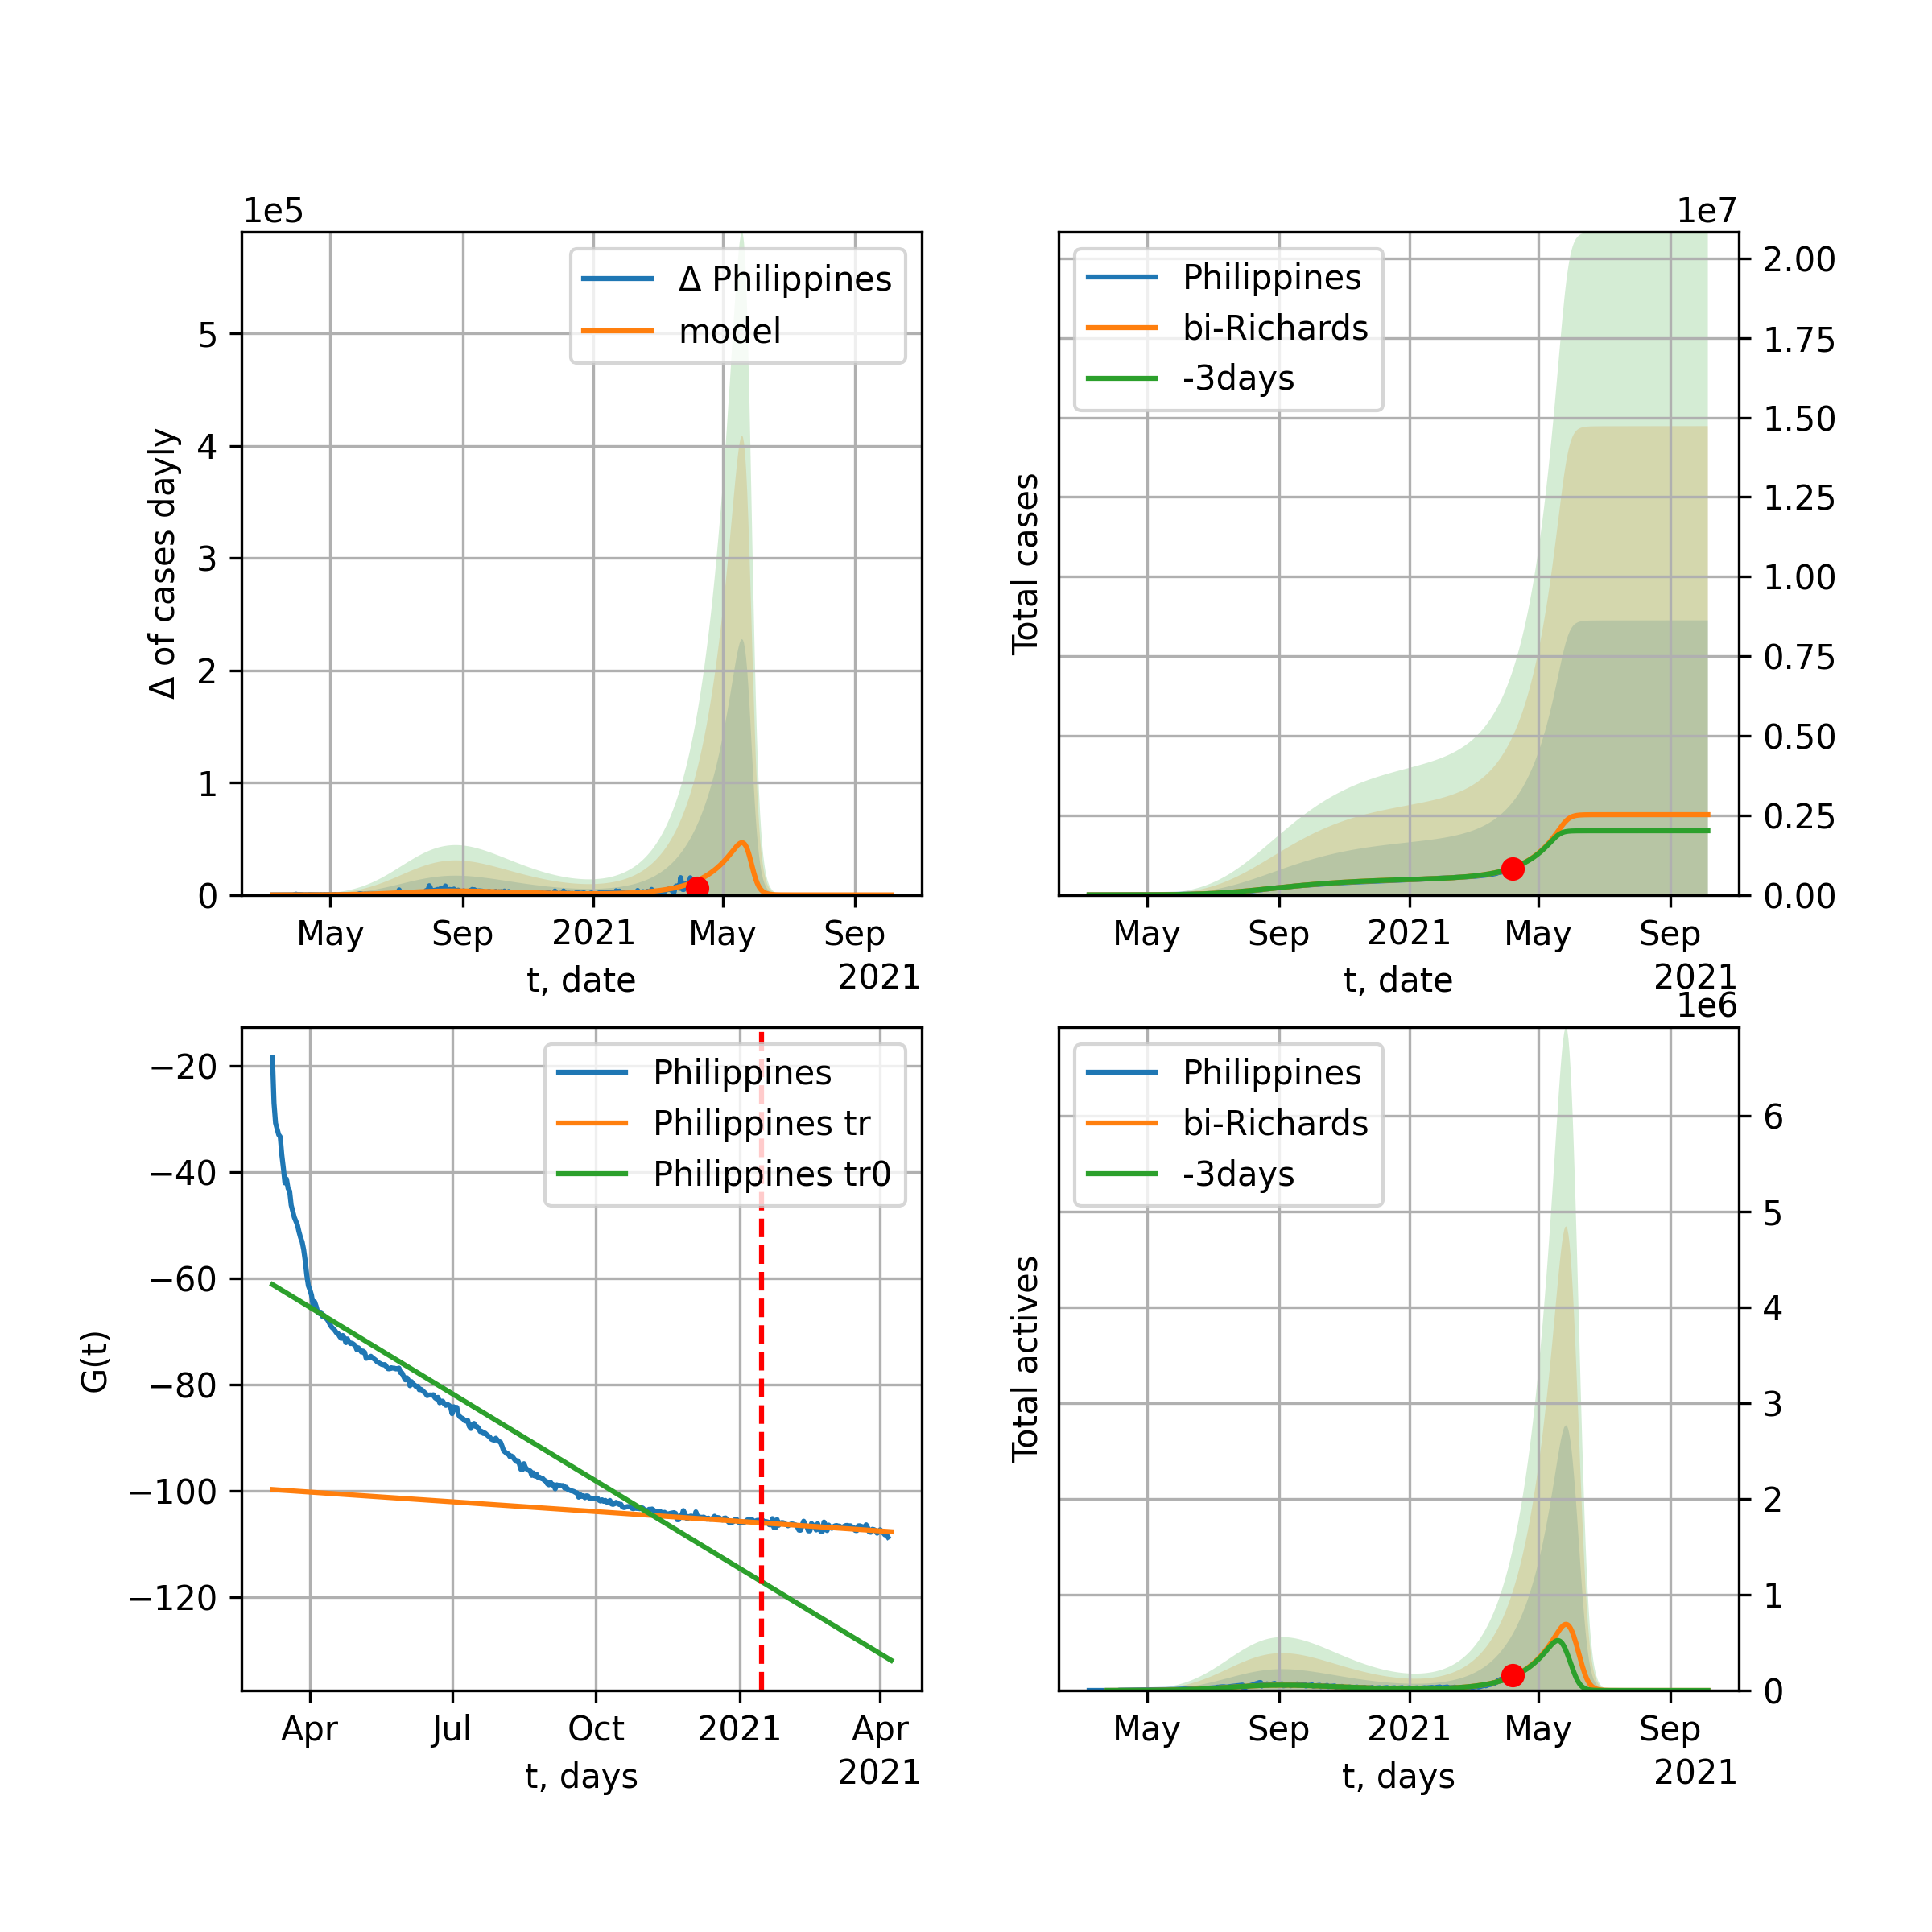 1e5
Δ Philippines
model
5
4
3
2
1
0
Δ of cases dayly
May
Sep
2021
May
Sep
t, date
2021
1e7
Philippines
bi-Richards
-3days
2.00
1.75
1.50
1.25
1.00
0.75
0.50
0.25
0.00
Total cases
May
Sep
2021
May
Sep
t, date
2021
Philippines
Philippines tr
Philippines tr0
−20
−40
−60
−80
−100
−120
G(t)
Apr
Jul
Oct
2021
Apr
t, days
2021
1e6
Philippines
bi-Richards
-3days
6
5
4
3
2
1
0
Total actives
May
Sep
2021
May
Sep
t, days
2021